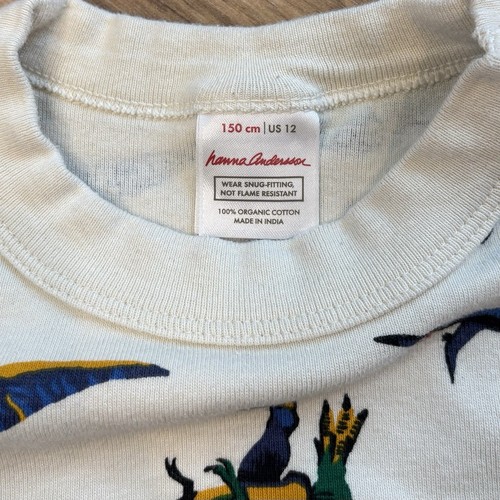 150 cm | US 12
hanna Andersson
WEAR SNUG-FITTING,
NOT FLAME RESISTANT
100% ORGANIC COTTON
MADE IN INDIA